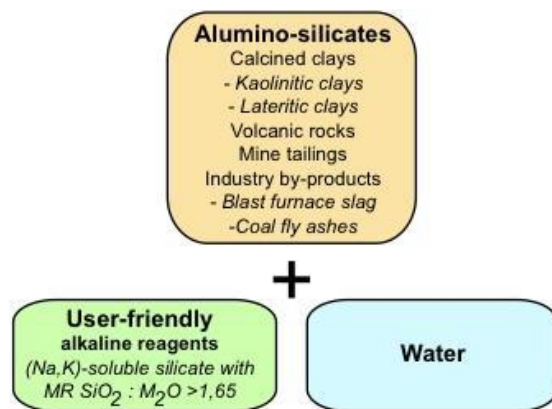 Alumino-silicates
Calcined clays
- Kaolinitic clays
- Lateritic clays
Volcanic rocks
Mine tailings
Industry by-products
- Blast furnace slag
-Coal fly ashes
+
User-friendly
alkaline reagents
(Na,K)-soluble silicate with
MR SiO2 : M2O >1,65
Water